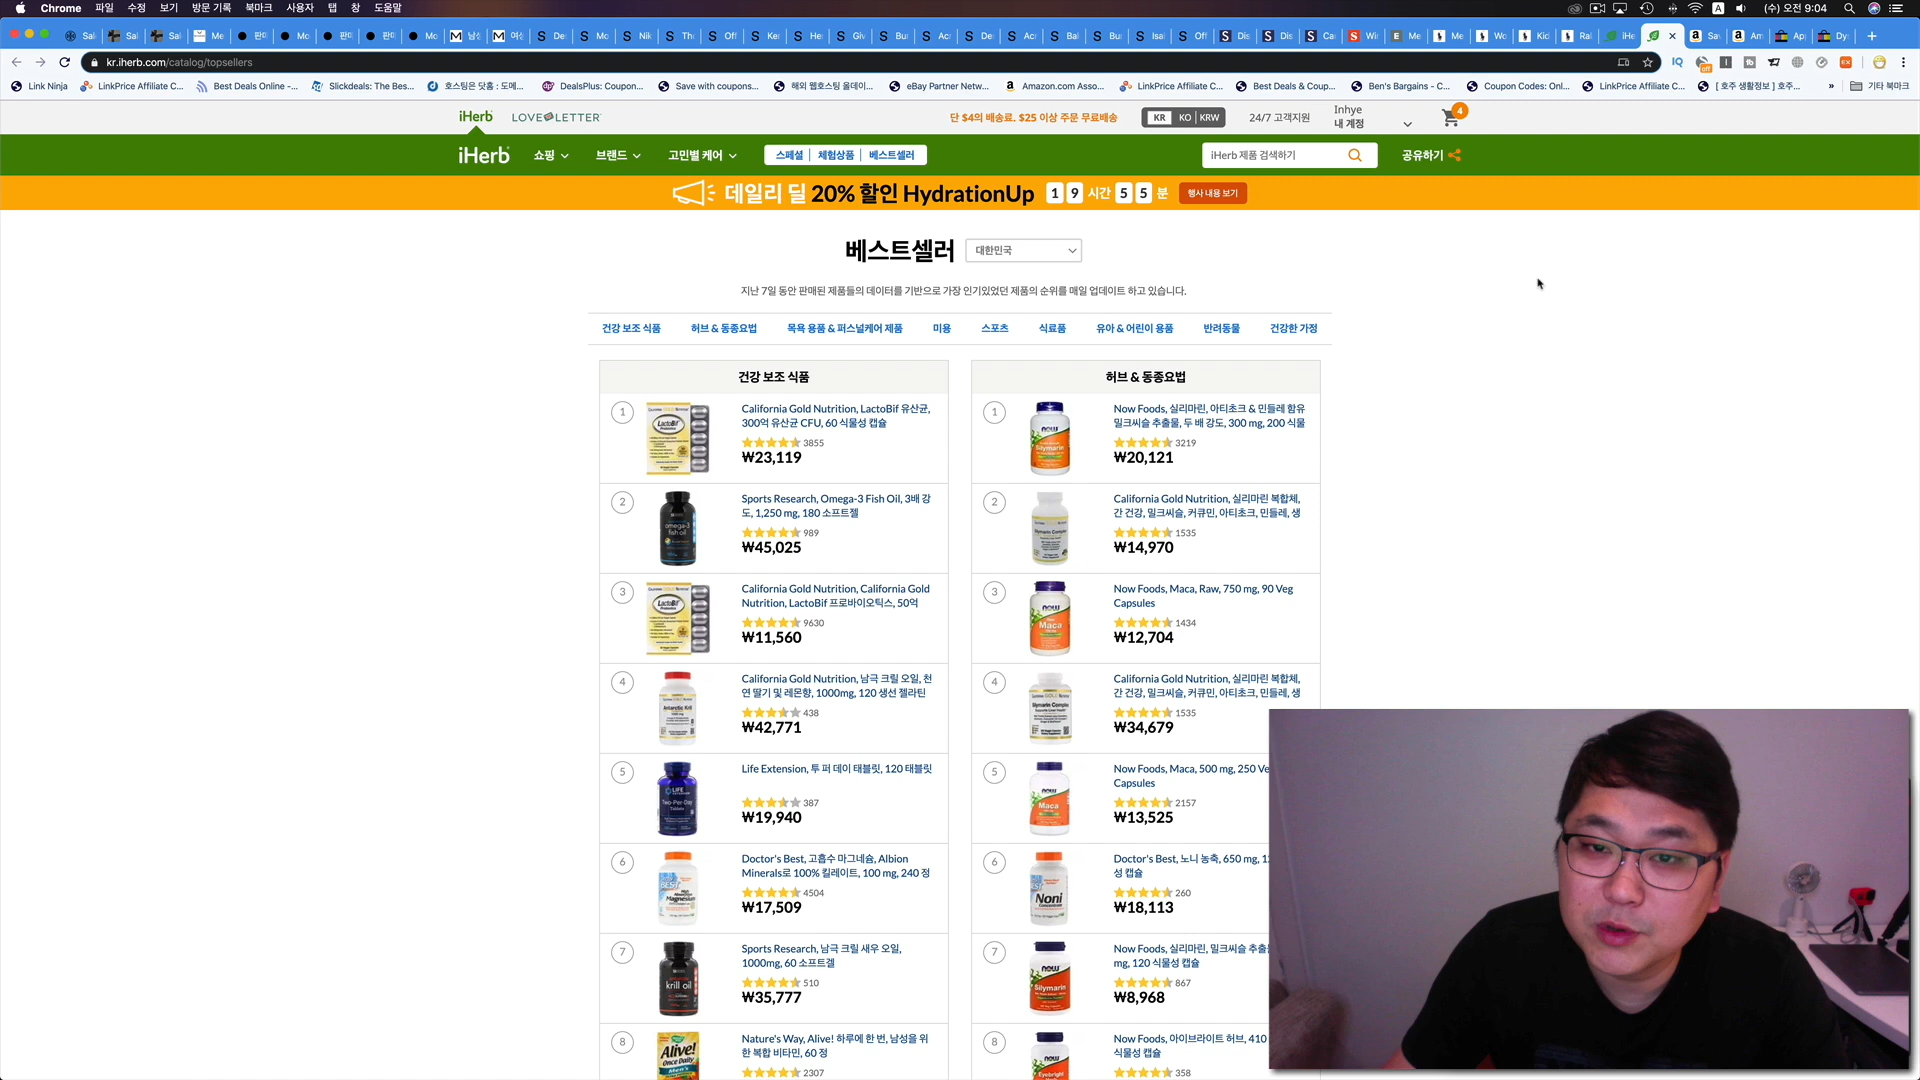 Chrome 파일 수정 보기 방문 기록 북마크 사용자 탭 창 도움말
(수) 오전 9:04
kr.iherb.com/catalog/topsellers
Link Ninja LinkPrice Affiliate C... Best Deals Online -... Slickdeals: The Bes... 호스팅은 닷홈 : 도메... DealsPlus: Coupon... Save with coupons... 해외 웹호스팅 올데이... eBay Partner Netw... Amazon.com Asso... LinkPrice Affiliate C... Best Deals & Coup... Ben's Bargains - C... Coupon Codes: Onl... LinkPrice Affiliate C... [ 호주 생활정보 ] 호주... » 기타 북마크
iHerb LOVE LETTER
단 $4의 배송료. $25 이상 주문 무료배송
KR KO | KRW
24/7 고객지원
Inhye
내 계정
4
iHerb 쇼핑 브랜드 고민별 케어 스페셜 체험상품 베스트셀러
iHerb 제품 검색하기
공유하기
데일리 딜 20% 할인 HydrationUp 1 9 시간 5 5 분 행사 내용 보기
베스트셀러 대한민국
지난 7일 동안 판매된 제품들의 데이터를 기반으로 가장 인기있었던 제품의 순위를 매일 업데이트 하고 있습니다.
건강 보조 식품 허브 & 동종요법 목욕 용품 & 퍼스널케어 제품 미용 스포츠 식료품 유아 & 어린이 용품 반려동물 건강한 가정
건강 보조 식품
1
California Gold Nutrition, LactoBif 유산균,
300억 유산균 CFU, 60 식물성 캡슐
3855
₩23,119
2
Sports Research, Omega-3 Fish Oil, 3배 강
도, 1,250 mg, 180 소프트젤
989
₩45,025
3
California Gold Nutrition, California Gold
Nutrition, LactoBif 프로바이오틱스, 50억
9630
₩11,560
4
California Gold Nutrition, 남극 크릴 오일, 천
연 딸기 및 레몬향, 1000mg, 120 생선 젤라틴
438
₩42,771
5
Life Extension, 투 퍼 데이 태블릿, 120 태블릿
387
₩19,940
6
Doctor's Best, 고흡수 마그네슘, Albion
Minerals로 100% 킬레이트, 100 mg, 240 정
4504
₩17,509
7
Sports Research, 남극 크릴 새우 오일,
1000mg, 60 소프트겔
510
₩35,777
8
Nature's Way, Alive! 하루에 한 번, 남성을 위
한 복합 비타민, 60 정
2307
허브 & 동종요법
1
Now Foods, 실리마린, 아티초크 & 민들레 함유
밀크씨슬 추출물, 두 배 강도, 300 mg, 200 식물
3219
₩20,121
2
California Gold Nutrition, 실리마린 복합체,
간 건강, 밀크씨슬, 커큐민, 아티초크, 민들레, 생
1535
₩14,970
3
Now Foods, Maca, Raw, 750 mg, 90 Veg
Capsules
1434
₩12,704
4
California Gold Nutrition, 실리마린 복합체,
간 건강, 밀크씨슬, 커큐민, 아티초크, 민들레, 생
1535
₩34,679
5
Now Foods, Maca, 500 mg, 250 Ve
Capsules
2157
₩13,525
6
Doctor's Best, 노니 농축, 650 mg, 12
성 캡슐
260
₩18,113
7
Now Foods, 실리마린, 밀크씨슬 추출
mg, 120 식물성 캡슐
867
₩8,968
8
Now Foods, 아이브라이트 허브, 410
식물성 캡슐
358